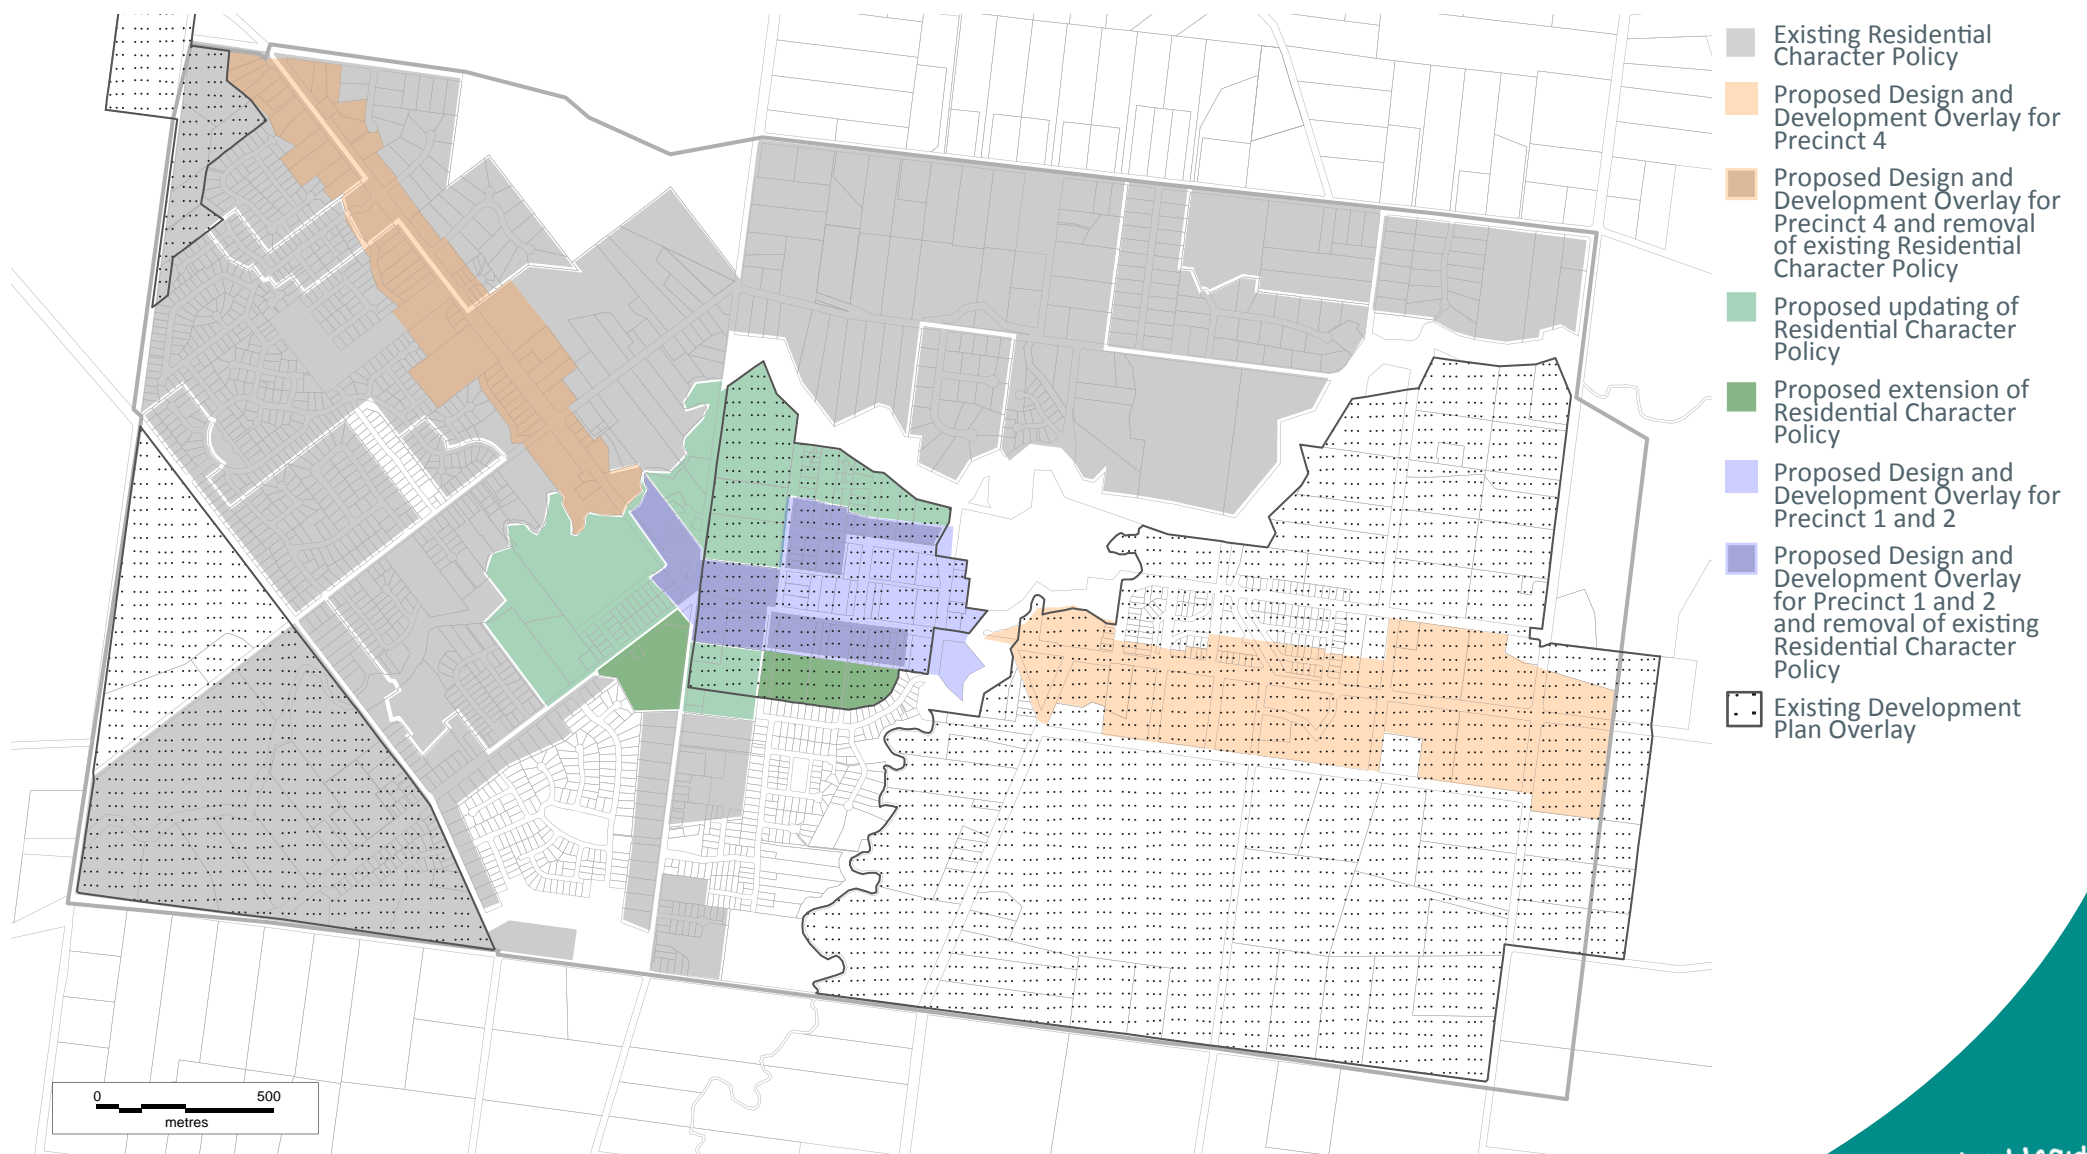 Existing Residential
Character Policy
Proposed Design and
Development Overlay for
Precinct 4
Proposed Design and
Development Overlay for
Precinct 4 and removal
of existing Residential
Character Policy
Proposed updating of
Residential Character
Policy
Proposed extension of
Residential Character
Policy
Proposed Design and
Development Overlay for
Precinct 1 and 2
Proposed Design and
Development Overlay
for Precinct 1 and 2
and removal of existing
Residential Character
Policy
Existing Development
Plan Overlay
0 500
metres